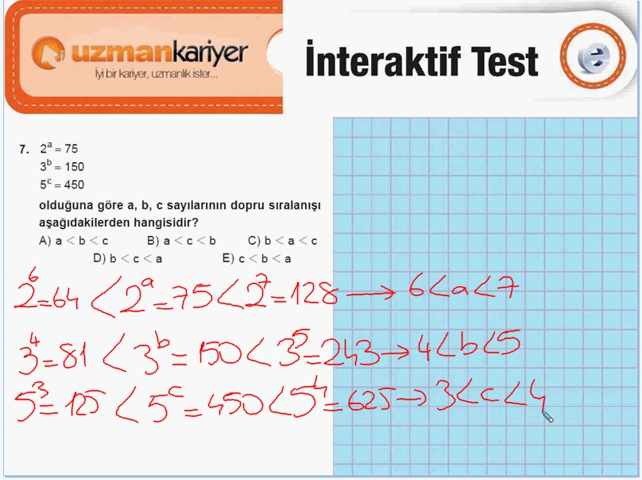 uzmankariyer
İyi bir kariyer, uzmanlık ister...
İnteraktif Test
e
7. 2^a = 75
3^b = 150
5^c = 450
olduğuna göre a, b, c sayılarının dopru sıralanışı
aşağıdakilerden hangisidir?
A) a < b < c B) a < c < b C) b < a < c
D) b < c < a E) c < b < a
2^6=64 < 2^a=75 < 2^7=128 → 6<a<7
3^4=81 < 3^b=150 < 3^5=243 → 4<b<5
5^3=125 < 5^c=450 < 5^4=625 → 3<c<4